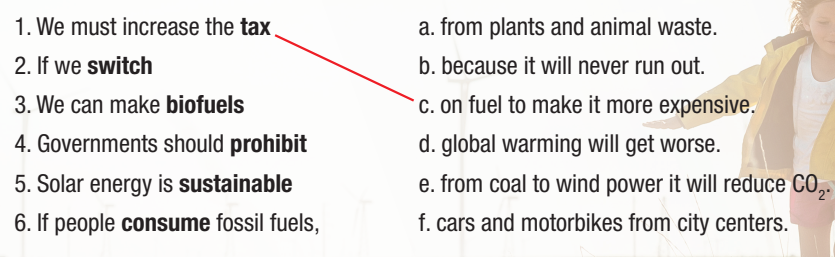 1. We must increase the tax
a. from plants and animal waste.
2. If we switch
b. because it will never run out.
3. We can make biofuels
c. on fuel to make it more expensive.
4. Governments should prohibit
d. global warming will get worse.
5. Solar energy is sustainable
e. from coal to wind power it will reduce CO₂.
6. If people consume fossil fuels,
f. cars and motorbikes from city centers.